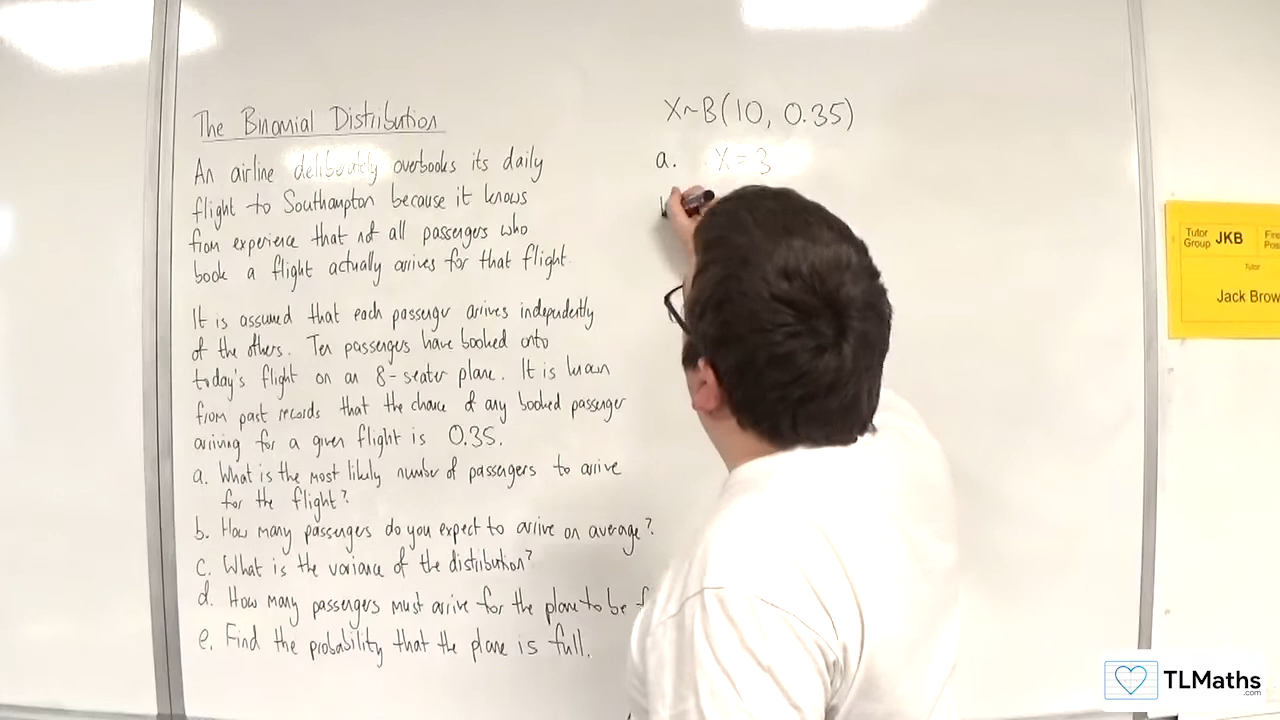 The Binomial Distribution
An airline deliberately overbooks its daily
flight to Southampton because it knows
from experience that not all passengers who
book a flight actually arrives for that flight.
It is assumed that each passenger arrives independently
of the others. Ten passengers have booked onto
today's flight on an 8-seater plane. It is known
from past records that the chance of any booked passenger
arriving for a given flight is 0.35.
a. What is the most likely number of passengers to arrive
for the flight?
b. How many passengers do you expect to arrive on average?
c. What is the variance of the distribution?
d. How many passengers must arrive for the plane to be
e. Find the probability that the plane is full.
X~B(10, 0.35)
a. X = 3
Tutor
Group JKB
Tutor
Jack Brow
TLMaths
.com